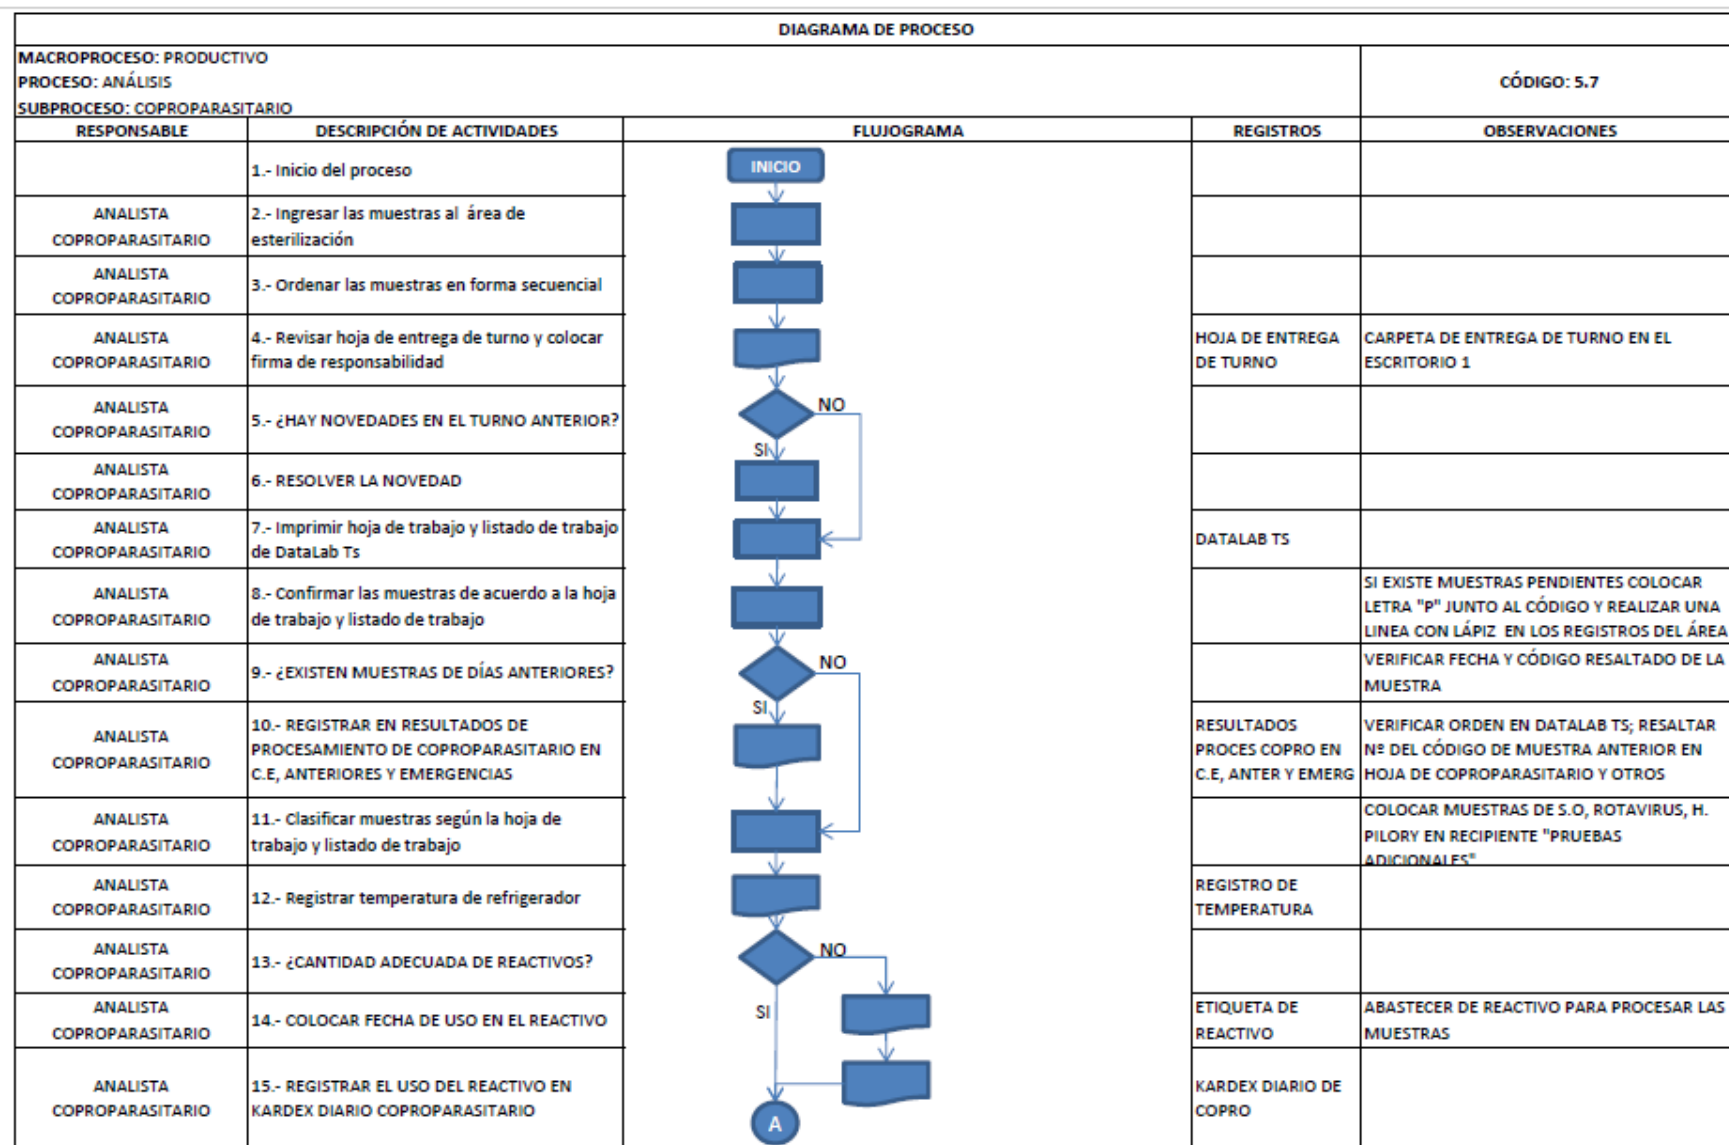 DIAGRAMA DE PROCESO
MACROPROCESO: PRODUCTIVO
PROCESO: ANÁLISIS
SUBPROCESO: COPROPARASITARIO
CÓDIGO: 5.7
RESPONSABLE
DESCRIPCIÓN DE ACTIVIDADES
FLUJOGRAMA
REGISTROS
OBSERVACIONES
1.- Inicio del proceso
INICIO
ANALISTA
COPROPARASITARIO
2.- Ingresar las muestras al área de
esterilización
ANALISTA
COPROPARASITARIO
3.- Ordenar las muestras en forma secuencial
ANALISTA
COPROPARASITARIO
4.- Revisar hoja de entrega de turno y colocar
firma de responsabilidad
HOJA DE ENTREGA
DE TURNO
CARPETA DE ENTREGA DE TURNO EN EL
ESCRITORIO 1
ANALISTA
COPROPARASITARIO
5.- ¿HAY NOVEDADES EN EL TURNO ANTERIOR?
NO
SI
ANALISTA
COPROPARASITARIO
6.- RESOLVER LA NOVEDAD
ANALISTA
COPROPARASITARIO
7.- Imprimir hoja de trabajo y listado de trabajo
de DataLab Ts
DATALAB TS
ANALISTA
COPROPARASITARIO
8.- Confirmar las muestras de acuerdo a la hoja
de trabajo y listado de trabajo
SI EXISTE MUESTRAS PENDIENTES COLOCAR
LETRA "P" JUNTO AL CÓDIGO Y REALIZAR UNA
LINEA CON LÁPIZ EN LOS REGISTROS DEL ÁREA
ANALISTA
COPROPARASITARIO
9.- ¿EXISTEN MUESTRAS DE DÍAS ANTERIORES?
NO
SI
VERIFICAR FECHA Y CÓDIGO RESALTADO DE LA
MUESTRA
ANALISTA
COPROPARASITARIO
10.- REGISTRAR EN RESULTADOS DE
PROCESAMIENTO DE COPROPARASITARIO EN
C.E, ANTERIORES Y EMERGENCIAS
RESULTADOS
PROCES COPRO EN
C.E, ANTER Y EMERG
VERIFICAR ORDEN EN DATALAB TS; RESALTAR
Nº DEL CÓDIGO DE MUESTRA ANTERIOR EN
HOJA DE COPROPARASITARIO Y OTROS
ANALISTA
COPROPARASITARIO
11.- Clasificar muestras según la hoja de
trabajo y listado de trabajo
COLOCAR MUESTRAS DE S.O, ROTAVIRUS, H.
PILORY EN RECIPIENTE "PRUEBAS
ADICIONALES"
ANALISTA
COPROPARASITARIO
12.- Registrar temperatura de refrigerador
REGISTRO DE
TEMPERATURA
ANALISTA
COPROPARASITARIO
13.- ¿CANTIDAD ADECUADA DE REACTIVOS?
NO
SI
ANALISTA
COPROPARASITARIO
14.- COLOCAR FECHA DE USO EN EL REACTIVO
ETIQUETA DE
REACTIVO
ABASTECER DE REACTIVO PARA PROCESAR LAS
MUESTRAS
ANALISTA
COPROPARASITARIO
15.- REGISTRAR EL USO DEL REACTIVO EN
KARDEX DIARIO COPROPARASITARIO
KARDEX DIARIO DE
COPRO
A